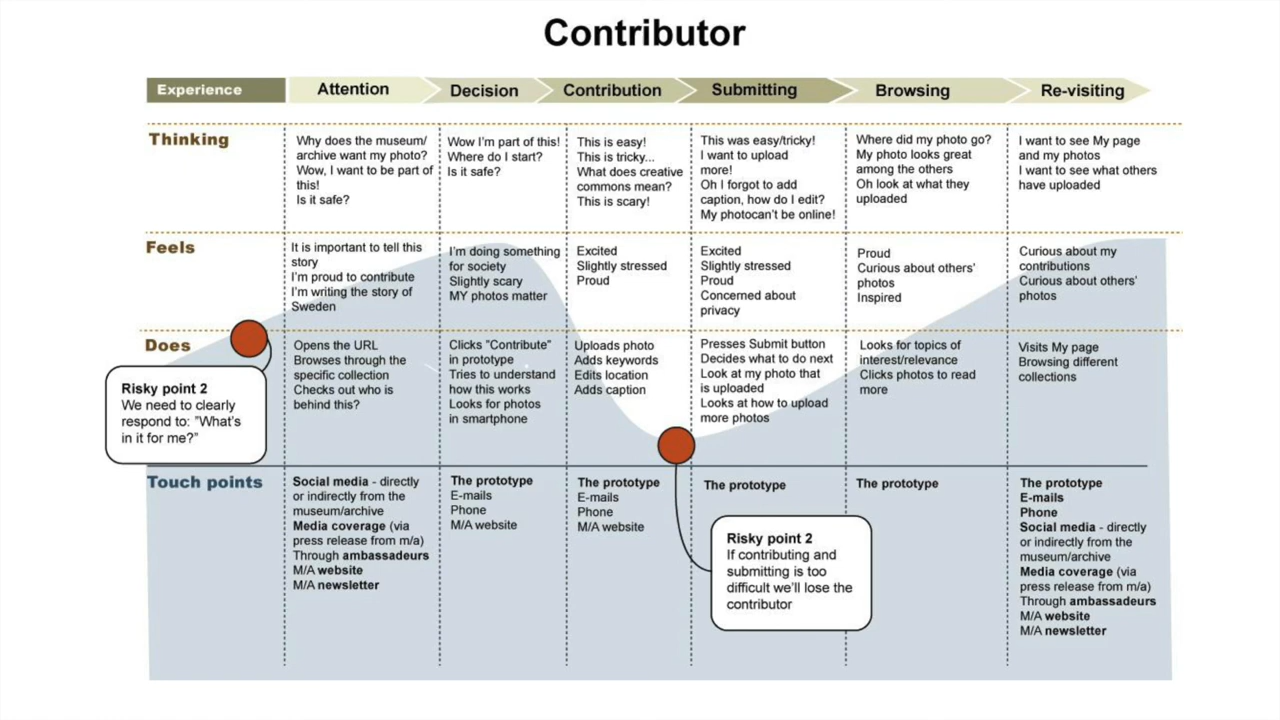 Contributor
Experience
Attention
Decision
Contribution
Submitting
Browsing
Re-visiting
Thinking
Why does the museum/
archive want my photo?
Wow, I want to be part of
this!
Is it safe?
Wow I'm part of this!
Where do I start?
Is it safe?
This is easy!
This is tricky...
What does creative
commons mean?
This is scary!
This was easy/tricky!
I want to upload
more!
Oh I forgot to add
caption, how do I edit?
My photocan't be online!
Where did my photo go?
My photo looks great
among the others
Oh look at what they
uploaded
I want to see My page
and my photos
I want to see what others
have uploaded
Feels
It is important to tell this
story
I'm proud to contribute
I'm writing the story of
Sweden
I'm doing something
for society
Slightly scary
MY photos matter
Excited
Slightly stressed
Proud
Excited
Slightly stressed
Proud
Concerned about
privacy
Proud
Curious about others'
photos
Inspired
Curious about my
contributions
Curious about others'
photos
Does
Opens the URL
Browses through the
specific collection
Checks out who is
behind this?
Clicks "Contribute"
in prototype
Tries to understand
how this works
Looks for photos
in smartphone
Uploads photo
Adds keywords
Edits location
Adds caption
Presses Submit button
Decides what to do next
Look at my photo that
is uploaded
Looks at how to upload
more photos
Looks for topics of
interest/relevance
Clicks photos to read
more
Visits My page
Browsing different
collections
Risky point 2
We need to clearly
respond to: "What's
in it for me?"
Touch points
Social media - directly
or indirectly from the
museum/archive
Media coverage (via
press release from m/a)
Through ambassadeurs
M/A website
M/A newsletter
The prototype
E-mails
Phone
M/A website
The prototype
E-mails
Phone
M/A website
The prototype
The prototype
The prototype
E-mails
Phone
Social media - directly
or indirectly from the
museum/archive
Media coverage (via
press release from m/a)
Through ambassadeurs
M/A website
M/A newsletter
Risky point 2
If contributing and
submitting is too
difficult we'll lose the
contributor